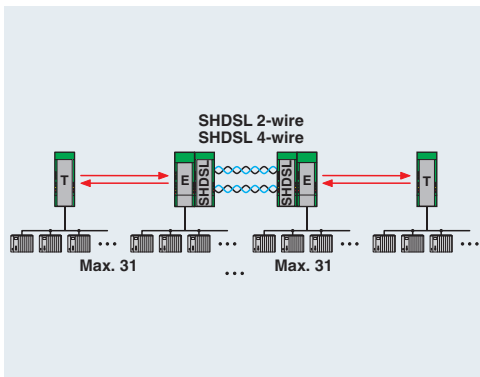 SHDSL 2-wire
SHDSL 4-wire
T
E
SHDSL
SHDSL
E
T
Max. 31
Max. 31